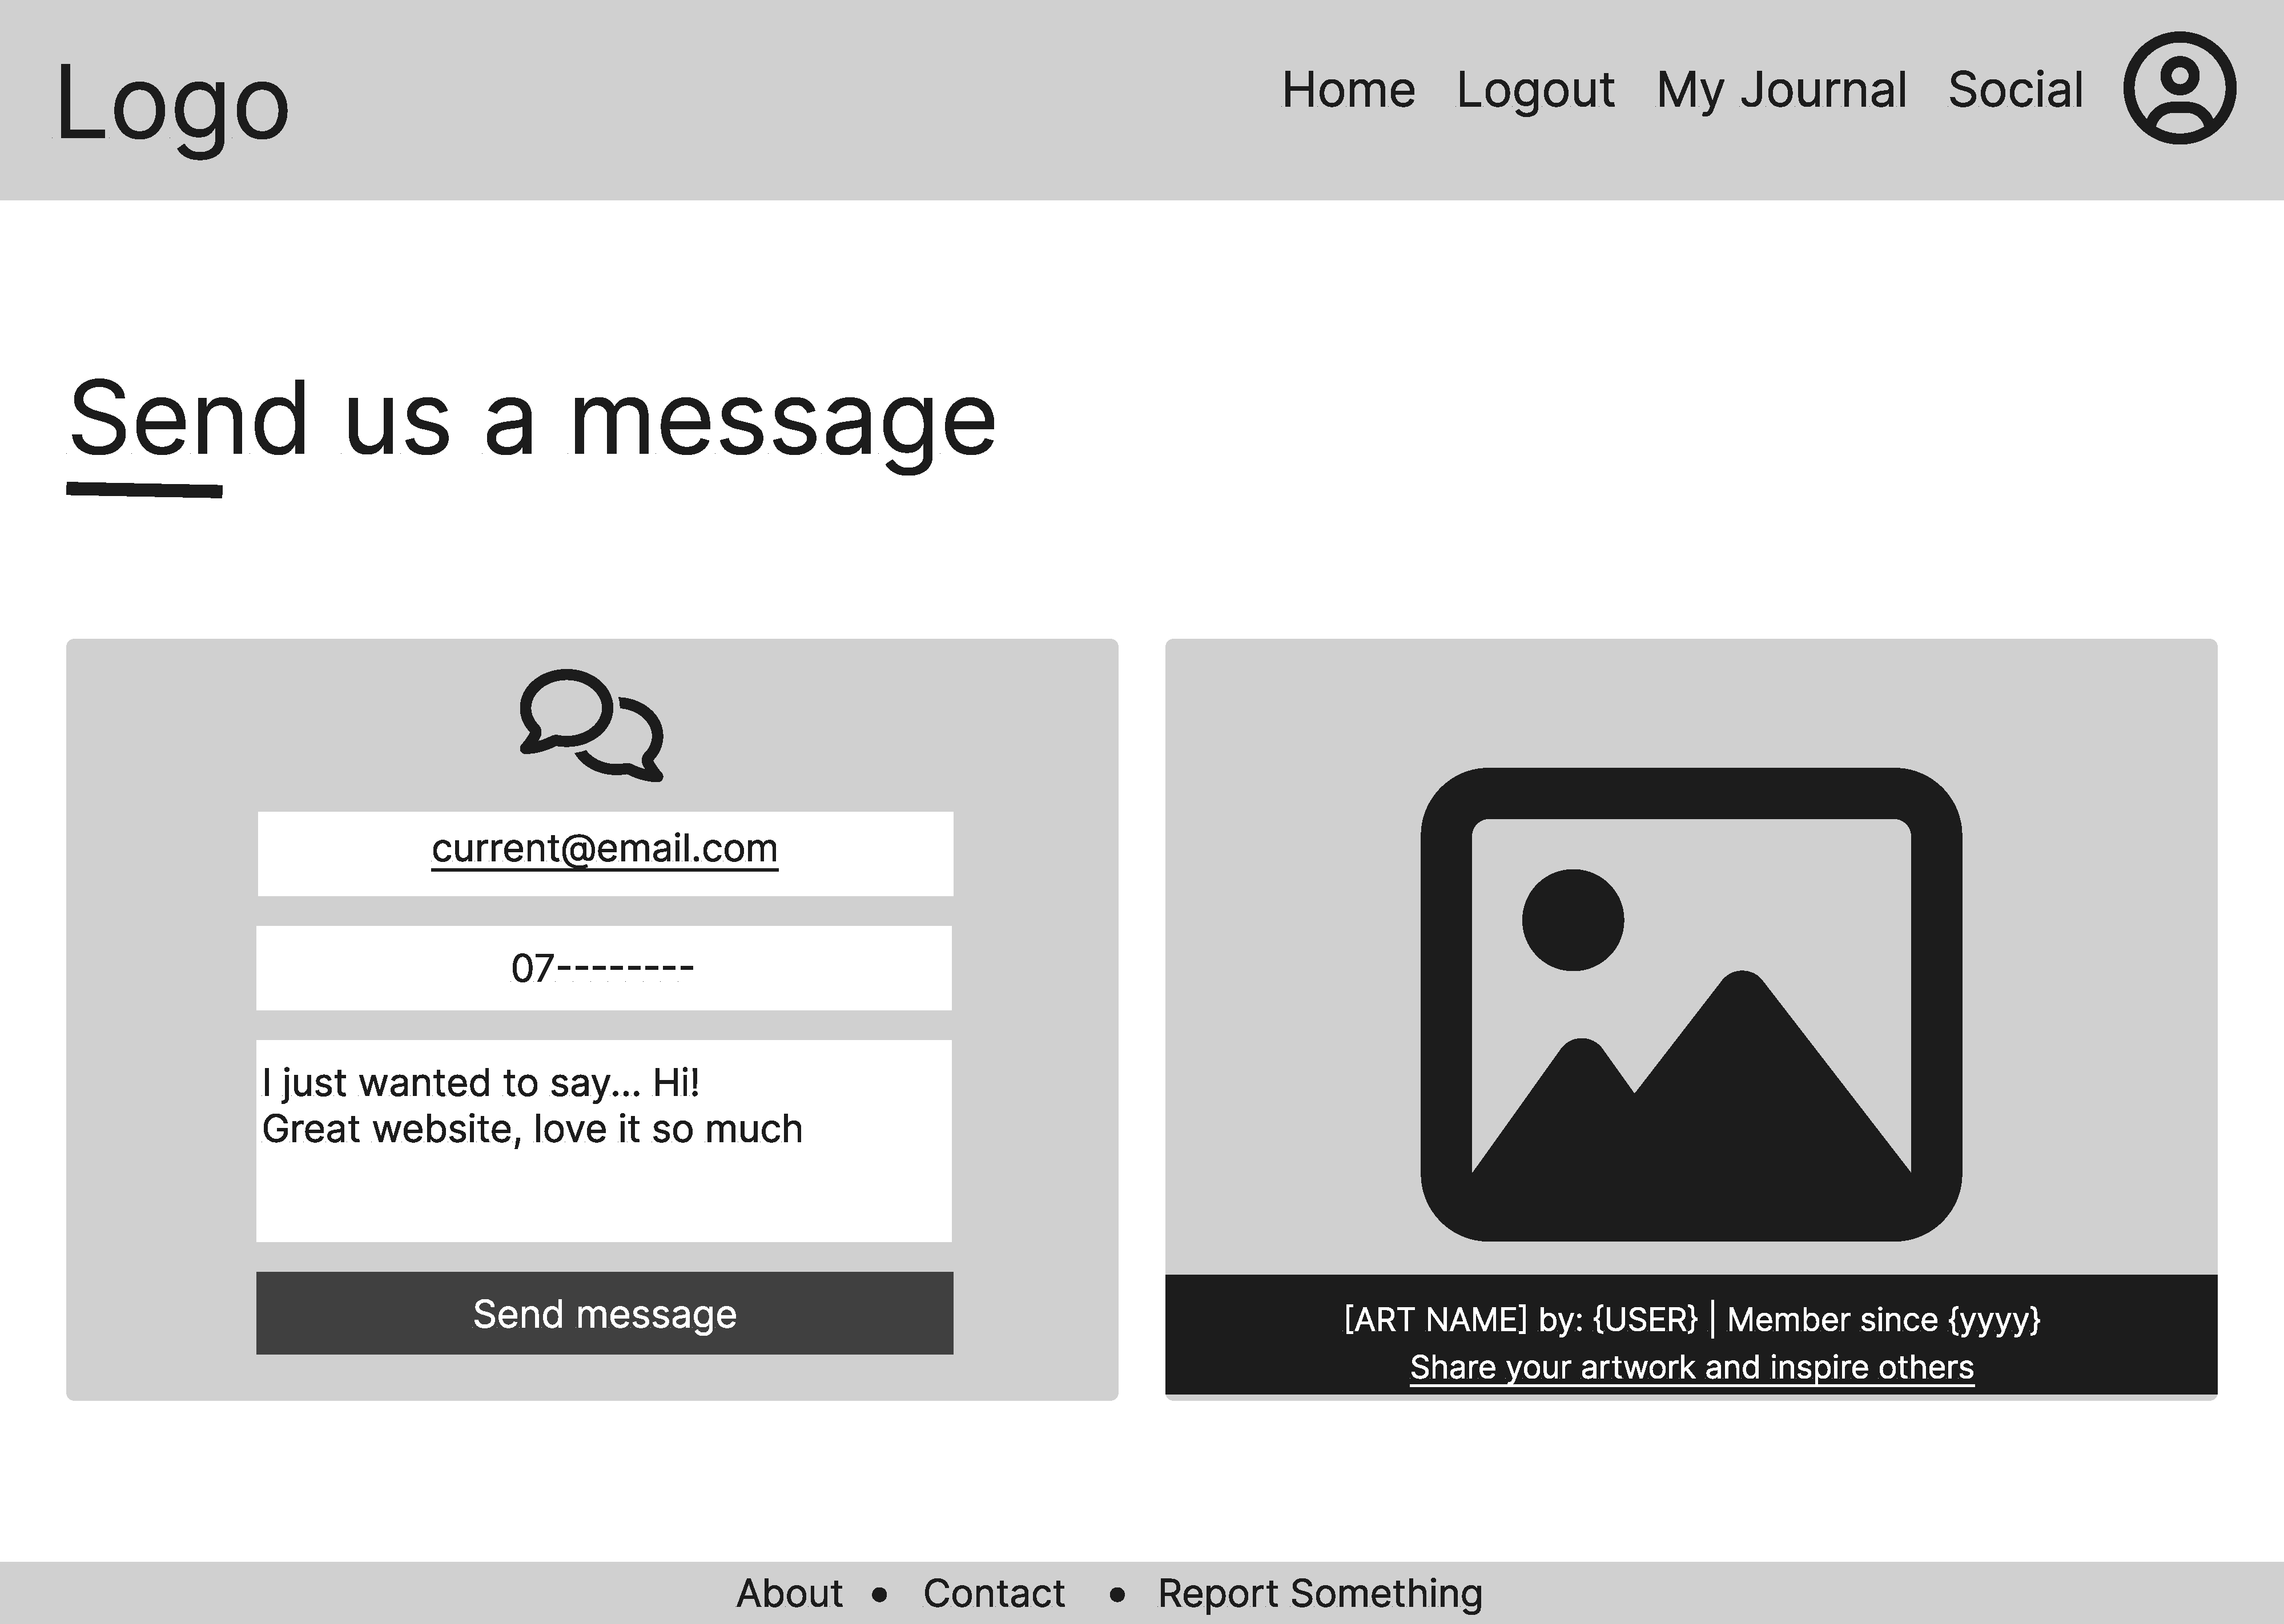 Logo
Home Logout My Journal Social
Send us a message
current@email.com
07--------
I just wanted to say... Hi!
Great website, love it so much
Send message
[ART NAME] by: {USER} | Member since {yyyy}
Share your artwork and inspire others
About • Contact • Report Something